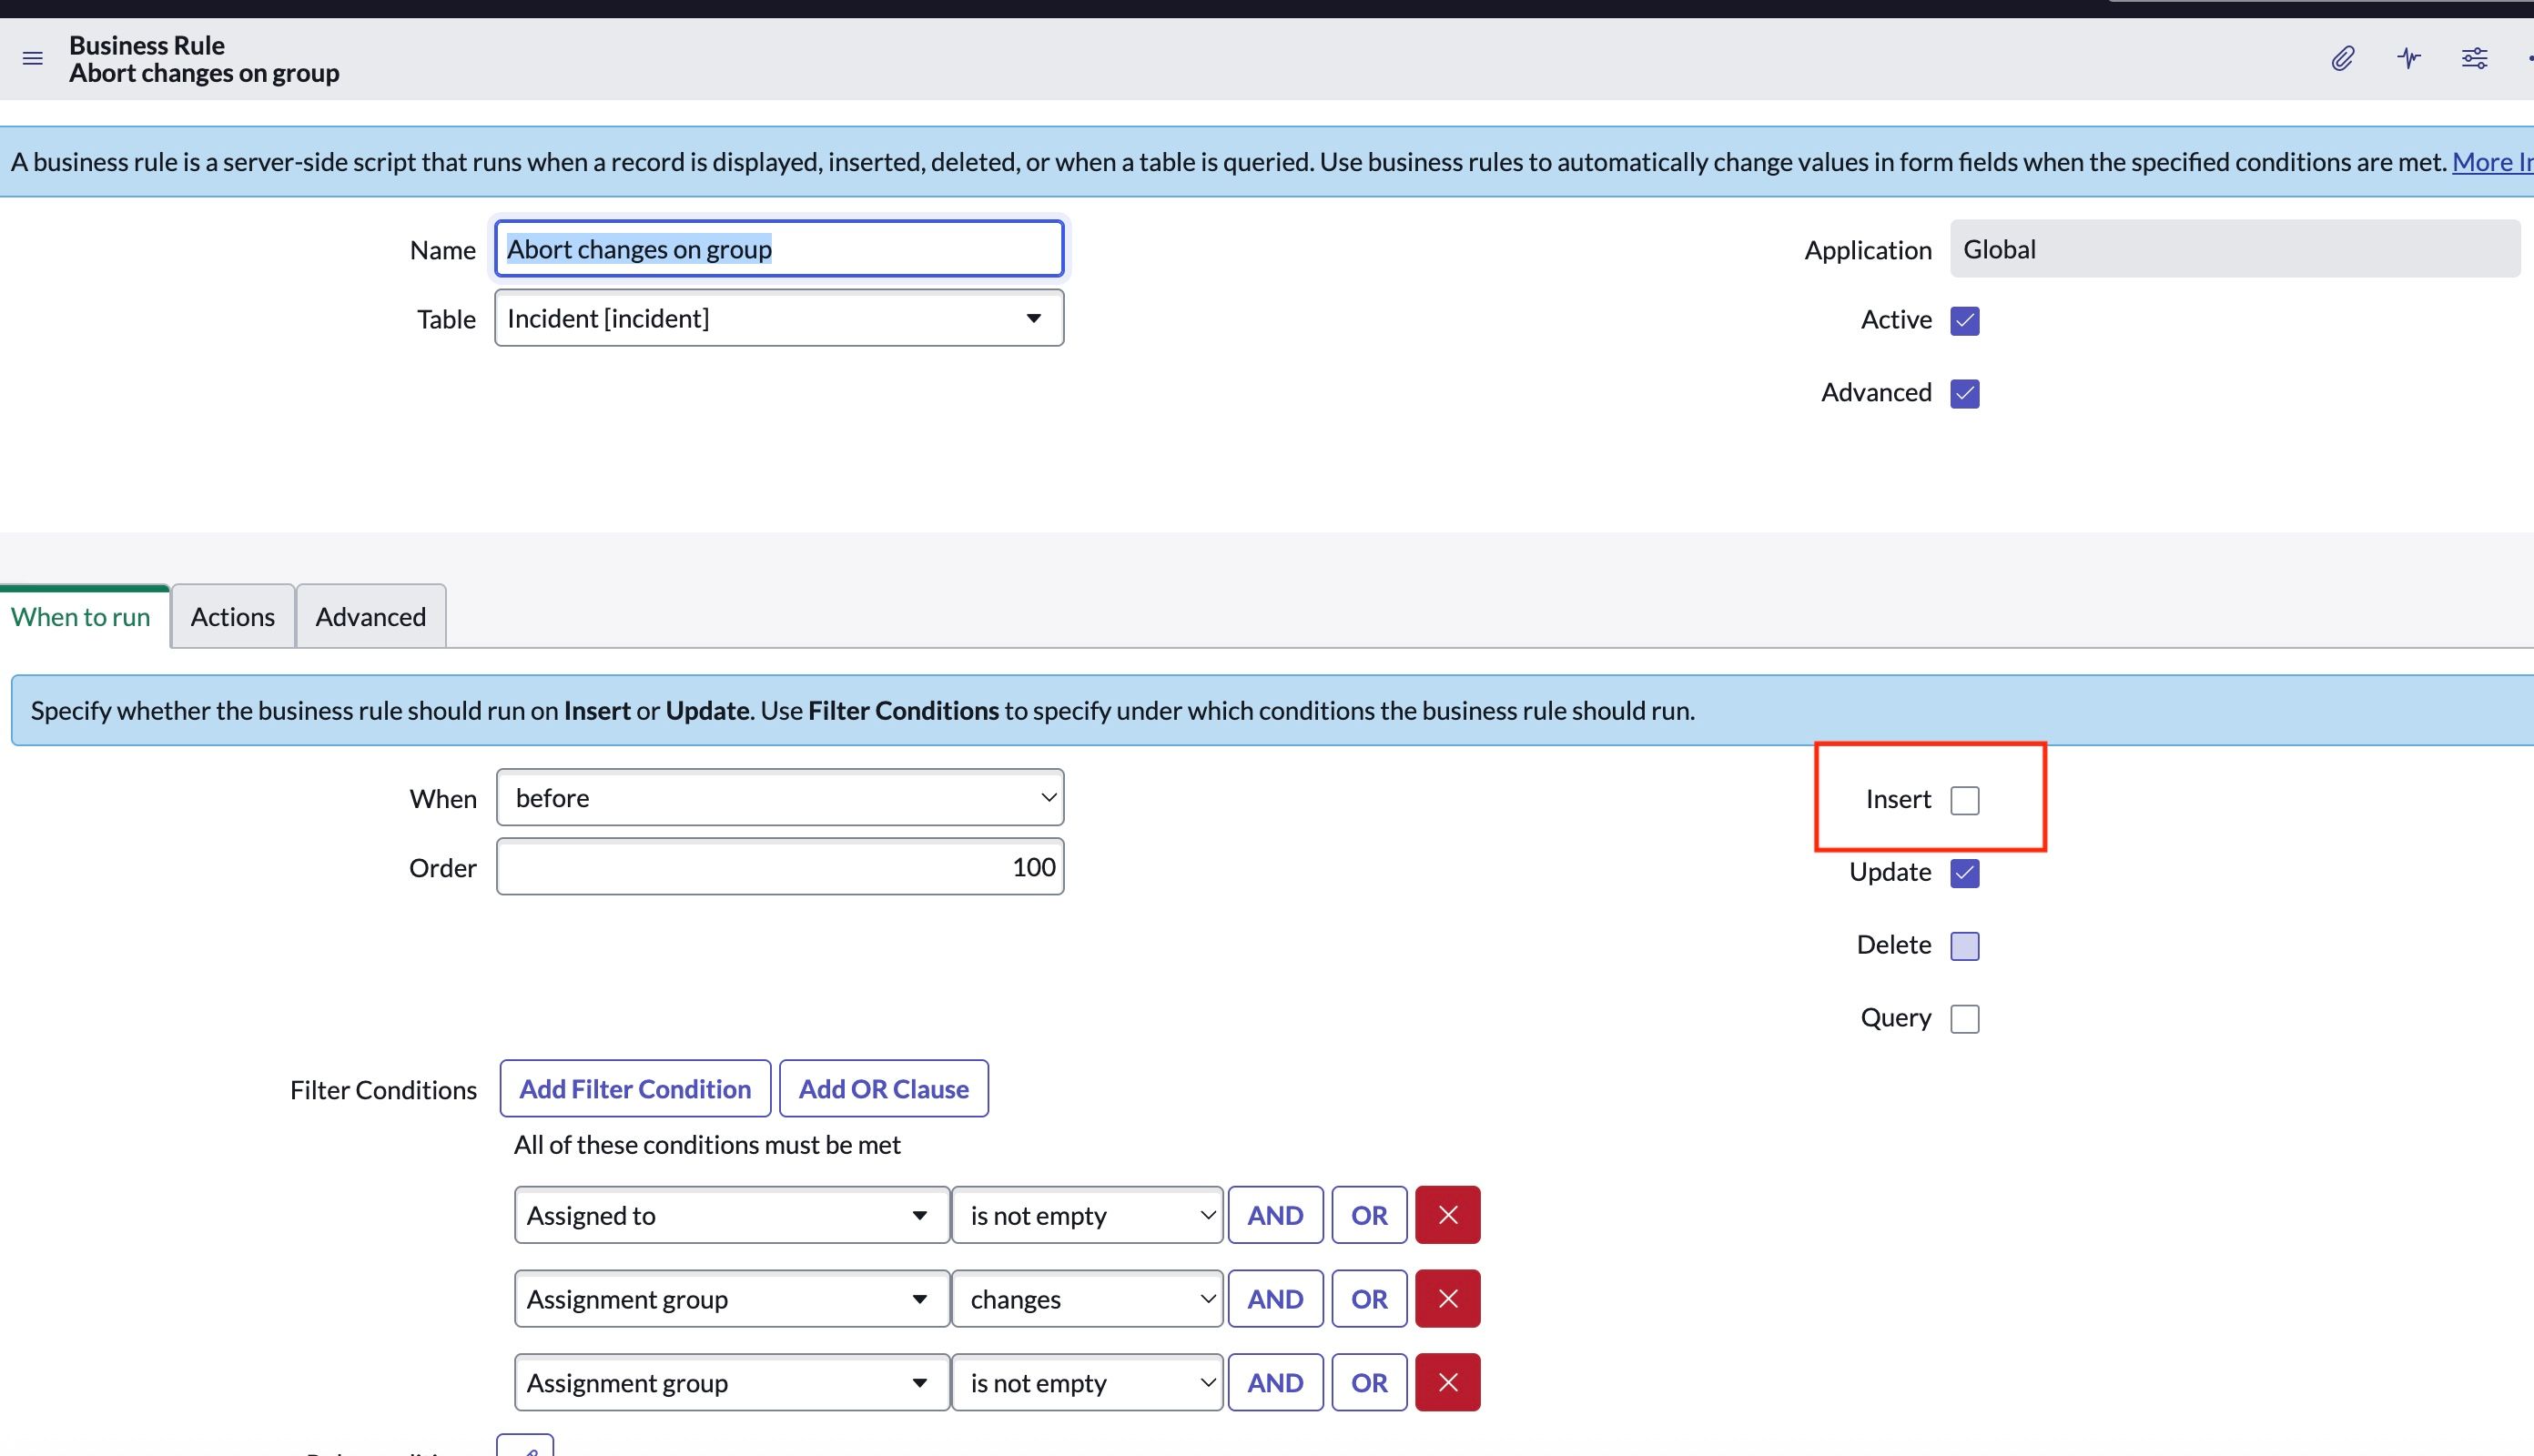 Business Rule
Abort changes on group
A business rule is a server-side script that runs when a record is displayed, inserted, deleted, or when a table is queried. Use business rules to automatically change values in form fields when the specified conditions are met. More
Name Abort changes on group
Application Global
Table Incident [incident]
Active
Advanced
When to run Actions Advanced
Specify whether the business rule should run on Insert or Update. Use Filter Conditions to specify under which conditions the business rule should run.
When before
Insert
Order 100
Update
Delete
Query
Filter Conditions Add Filter Condition Add OR Clause
All of these conditions must be met
Assigned to is not empty AND OR
Assignment group changes AND OR
Assignment group is not empty AND OR